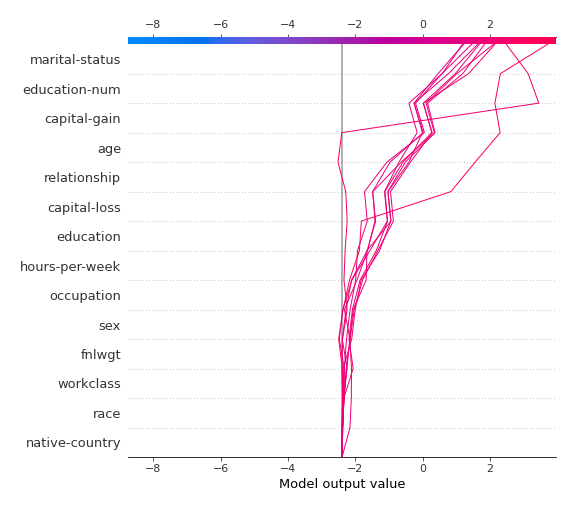 −8 −6 −4 −2 0 2
marital-status
education-num
capital-gain
age
relationship
capital-loss
education
hours-per-week
occupation
sex
fnlwgt
workclass
race
native-country
−8 −6 −4 −2 0 2
Model output value